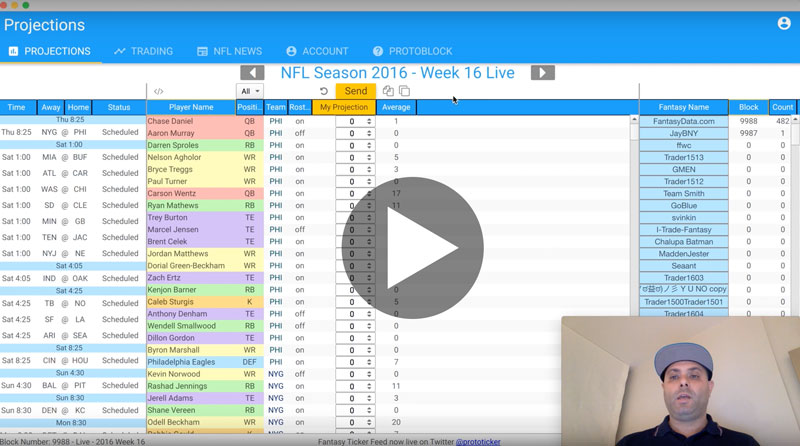 Projections
PROJECTIONS TRADING NFL NEWS ACCOUNT PROTOBLOCK
NFL Season 2016 - Week 16 Live
</> All Send
Time Away Home Status Player Name Positi... Team Rost... My Projection Average Fantasy Name Block Count
Thu 8:25
Thu 8:25 NYG @ PHI Scheduled
Sat 1:00
Sat 1:00 MIA @ BUF Scheduled
Sat 1:00 ATL @ CAR Scheduled
Sat 1:00 WAS @ CHI Scheduled
Sat 1:00 SD @ CLE Scheduled
Sat 1:00 MIN @ GB Scheduled
Sat 1:00 TEN @ JAC Scheduled
Sat 1:00 NYJ @ NE Scheduled
Sat 4:05
Sat 4:05 IND @ OAK Scheduled
Sat 4:25
Sat 4:25 TB @ NO Scheduled
Sat 4:25 SF @ LA Scheduled
Sat 4:25 ARI @ SEA Scheduled
Sat 8:25
Sat 8:25 CIN @ HOU Scheduled
Sun 4:30
Sun 4:30 BAL @ PIT Scheduled
Sun 8:30
Sun 8:30 DEN @ KC Scheduled
Mon 8:30
Chase Daniel QB PHI on 0 1
Aaron Murray QB PHI off 0 0
Darren Sproles RB PHI on 0
Nelson Agholor WR PHI on 0 5
Bryce Treggs WR PHI on 0 3
Paul Turner WR PHI on 0 0
Carson Wentz QB PHI on 0 17
Ryan Mathews RB PHI on 0 11
Trey Burton TE PHI on
Marcel Jensen TE PHI off
Brent Celek TE PHI on
Jordan Matthews WR PHI on
Dorial Green-Beckham WR PHI on
Zach Ertz TE PHI on
Kenjon Barner RB PHI on 0
Caleb Sturgis K PHI on 0 5
Anthony Denham TE PHI off 0 0
Wendell Smallwood RB PHI off 0 0
Dillon Gordon TE PHI on 0 0
Byron Marshall WR PHI on 0 0
Philadelphia Eagles DEF PHI on 0 7
Kevin Norwood WR NYG off 0 0
Rashad Jennings RB NYG on 0 11
Jerell Adams TE NYG on 0 3
Shane Vereen RB NYG on 0 0
Odell Beckham WR NYG on 0 20
FantasyData.com 9988 482
JayBNY 9987 1
ffwc 0 0
Trader1513 0 0
GMEN 0 0
Trader1512 0 0
Team Smith 0 0
GoBlue 0 0
svinkin 0 0
I-Trade-Fantasy 0 0
Chalupa Batman 0 0
MaddenJester 0 0
Seaant 0 0
Trader1603 0 0
Y U NO copy 0 0
Trader1500Trader1501 0 0
Trader1604 0 0
Block Number: 9988 - Live - 2016 Week 16
Fantasy Ticker Feed now live on Twitter @prototicker